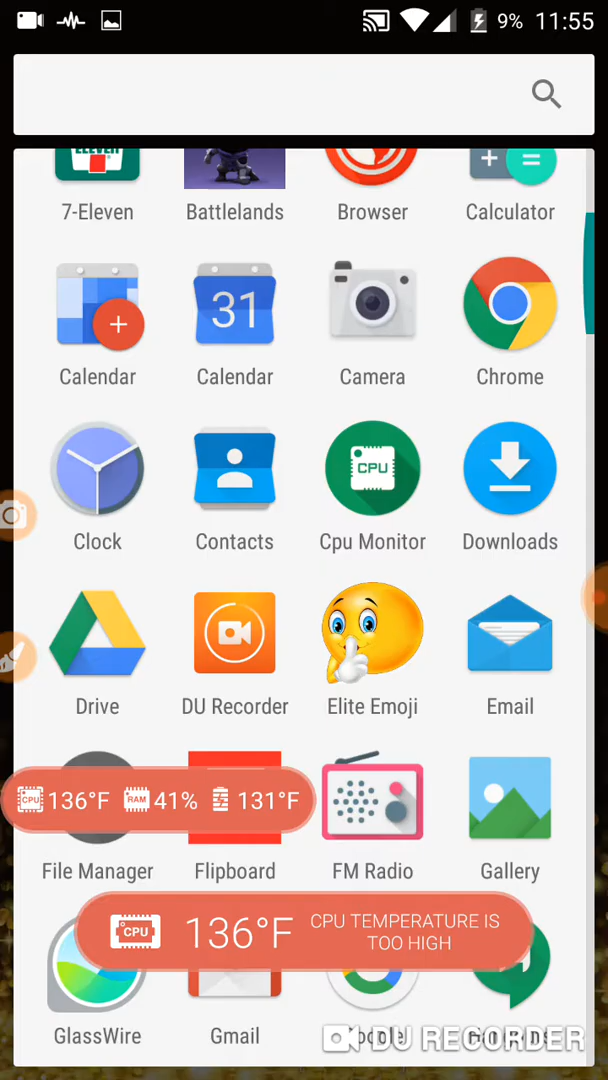 9% 11:55
ELEVEN
7-Eleven Battlelands Browser Calculator
31
Calendar Calendar Camera Chrome
CPU
Clock Contacts Cpu Monitor Downloads
Drive DU Recorder Elite Emoji Email
CPU 136°F RAM 41% 131°F
File Manager Flipboard FM Radio Gallery
CPU 136°F CPU TEMPERATURE IS
TOO HIGH
GlassWire Gmail
DU RECORDER